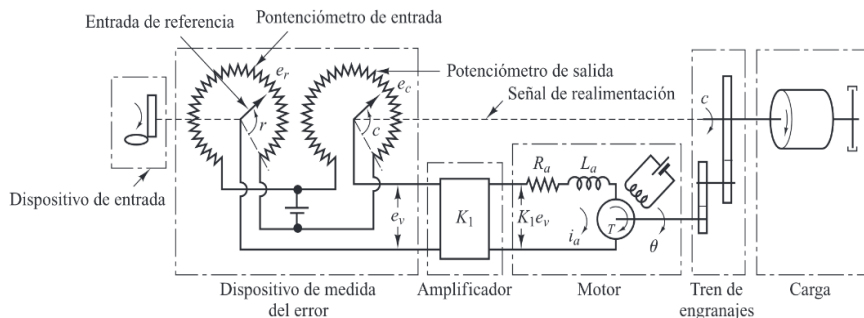 Pontenciómetro de entrada
Entrada de referencia
Potenciómetro de salida
Señal de realimentación
e_r
e_c
r
c
c
Dispositivo de entrada
R_a
L_a
e_v
K_1
K_1e_v
i_a
T
θ
Dispositivo de medida
del error
Amplificador
Motor
Tren de
engranajes
Carga